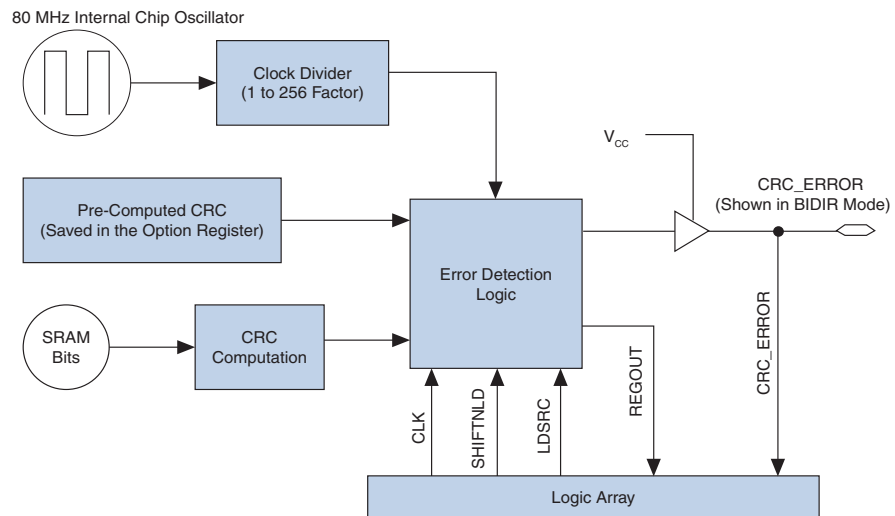 80 MHz Internal Chip Oscillator
Clock Divider
(1 to 256 Factor)
V_CC
CRC_ERROR
(Shown in BIDIR Mode)
Pre-Computed CRC
(Saved in the Option Register)
Error Detection
Logic
SRAM
Bits
CRC
Computation
CLK
SHIFTNLD
LDSRC
REGOUT
CRC_ERROR
Logic Array